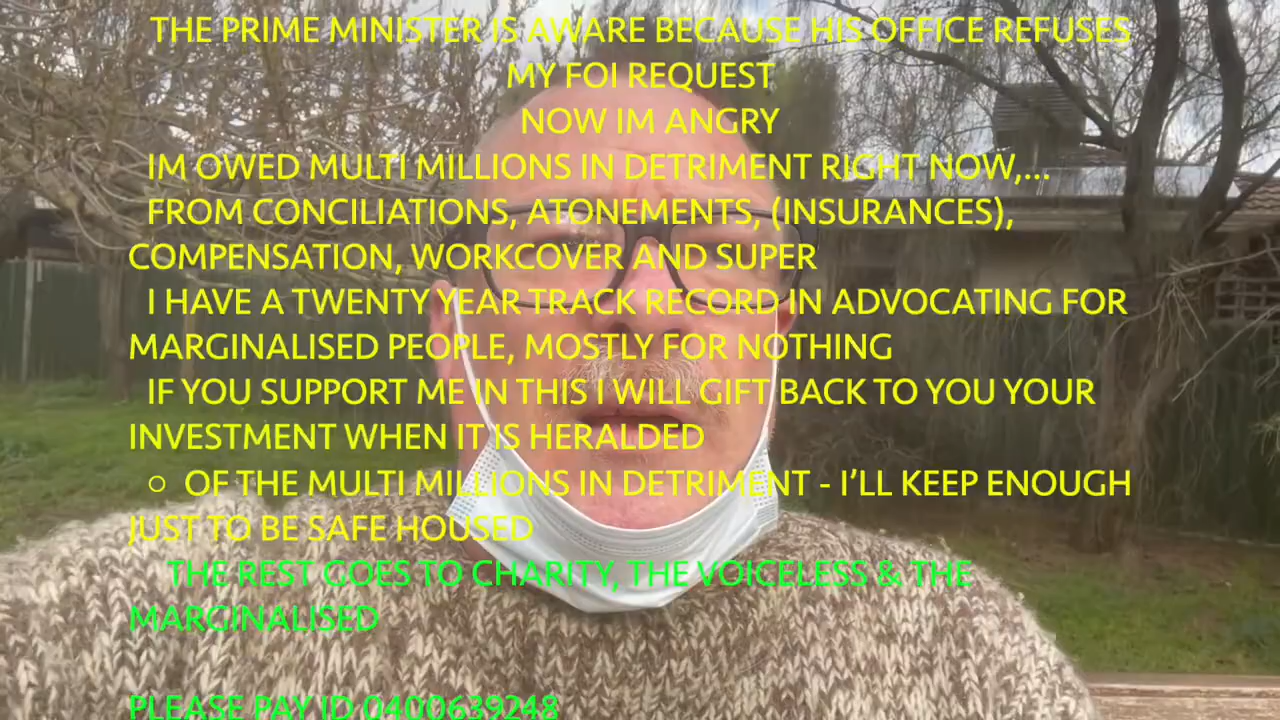 THE PRIME MINISTER IS AWARE BECAUSE HIS OFFICE REFUSES
MY FOI REQUEST
NOW IM ANGRY
IM OWED MULTI MILLIONS IN DETRIMENT RIGHT NOW,...
FROM CONCILIATIONS, ATONEMENTS, (INSURANCES),
COMPENSATION, WORKCOVER AND SUPER
I HAVE A TWENTY YEAR TRACK RECORD IN ADVOCATING FOR
MARGINALISED PEOPLE, MOSTLY FOR NOTHING
IF YOU SUPPORT ME IN THIS I WILL GIFT BACK TO YOU YOUR
INVESTMENT WHEN IT IS HERALDED
○ OF THE MULTI MILLIONS IN DETRIMENT - I’LL KEEP ENOUGH
JUST TO BE SAFE HOUSED
THE REST GOES TO CHARITY, THE VOICELESS & THE
MARGINALISED
PLEASE PAY ID 0400639248